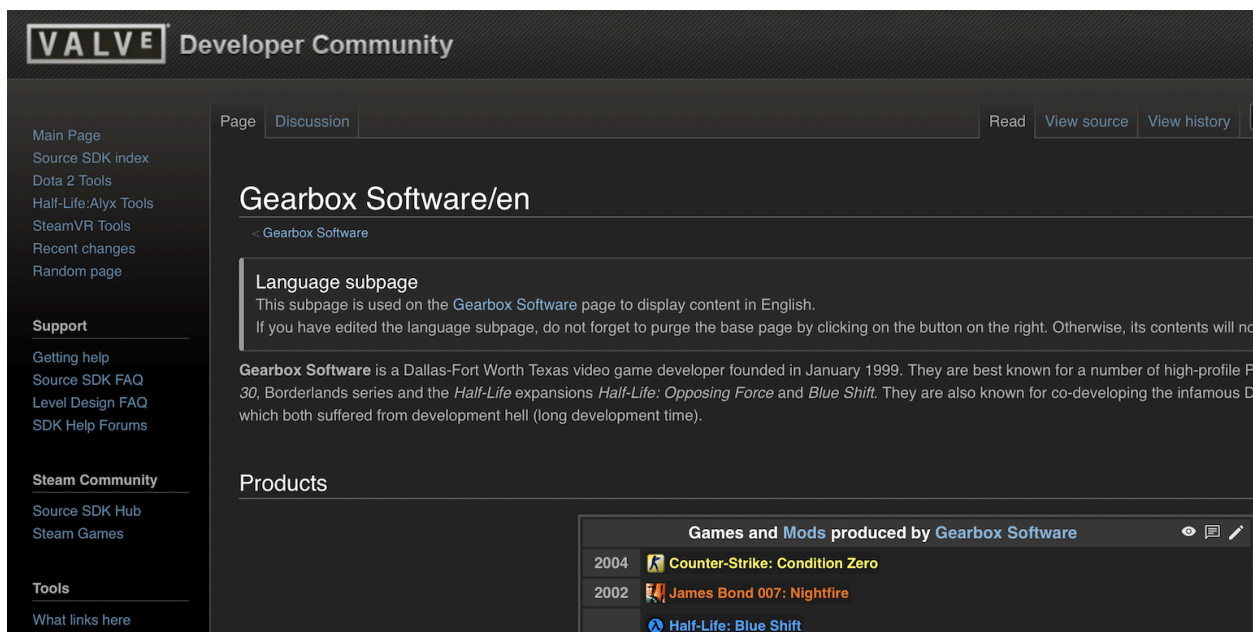 VALVE Developer Community
Page Discussion Read View source View history
Main Page
Source SDK index
Dota 2 Tools
Half-Life:Alyx Tools
SteamVR Tools
Recent changes
Random page
Support
Getting help
Source SDK FAQ
Level Design FAQ
SDK Help Forums
Steam Community
Source SDK Hub
Steam Games
Tools
What links here
Gearbox Software/en
< Gearbox Software
Language subpage
This subpage is used on the Gearbox Software page to display content in English.
If you have edited the language subpage, do not forget to purge the base page by clicking on the button on the right. Otherwise, its contents will
Gearbox Software is a Dallas-Fort Worth Texas video game developer founded in January 1999. They are best known for a number of high-profile
30, Borderlands series and the Half-Life expansions Half-Life: Opposing Force and Blue Shift. They are also known for co-developing the infamous
which both suffered from development hell (long development time).
Products
Games and Mods produced by Gearbox Software
2004 Counter-Strike: Condition Zero
2002 James Bond 007: Nightfire
Half-Life: Blue Shift